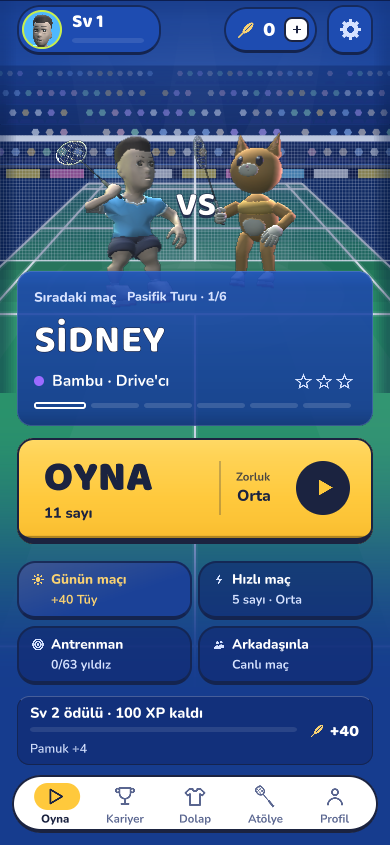 Sv 1
0
+
VS
Sıradaki maç Pasifik Turu · 1/6
SİDNEY
Bambu · Drive'cı
OYNA
11 sayı
Zorluk
Orta
Günün maçı
+40 Tüy
Hızlı maç
5 sayı · Orta
Antrenman
0/63 yıldız
Arkadaşınla
Canlı maç
Sv 2 ödülü · 100 XP kaldı
+40
Pamuk +4
Oyna
Kariyer
Dolap
Atölye
Profil